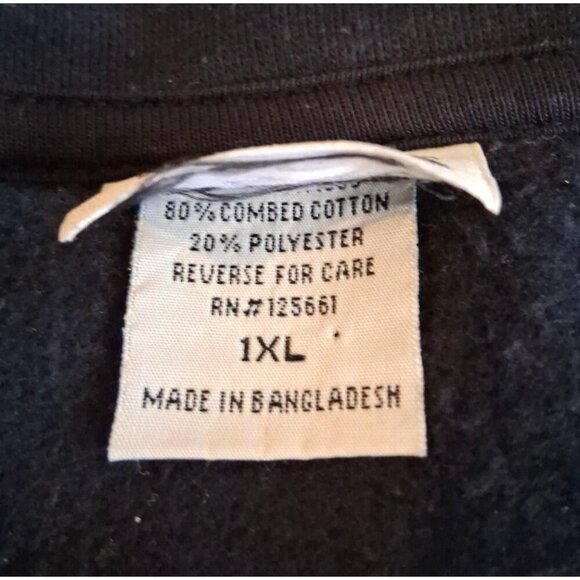 80% COMBED COTTON
20% POLYESTER
REVERSE FOR CARE
RN#125661
1XL
MADE IN BANGLADESH